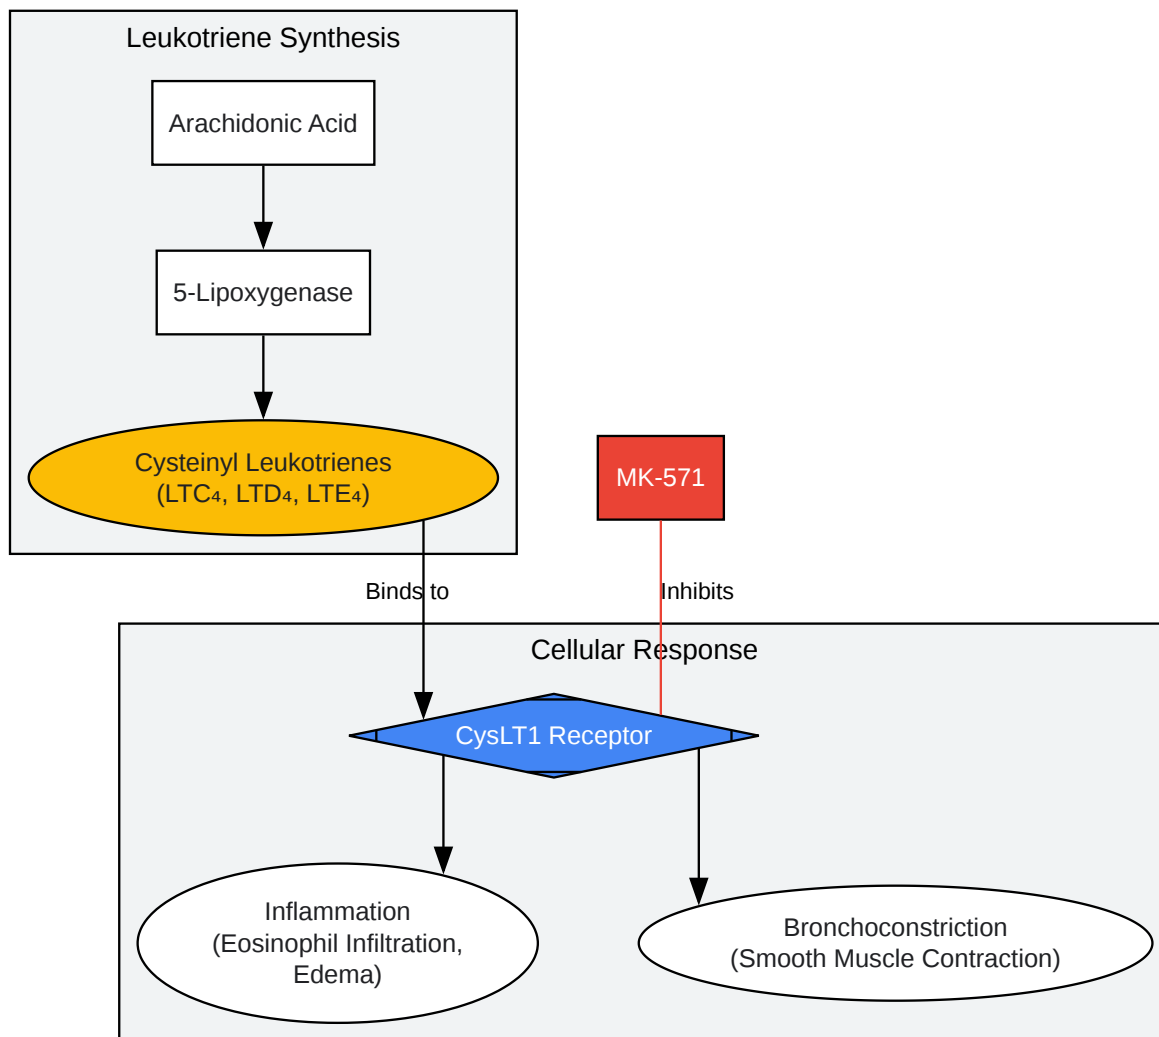 Leukotriene Synthesis
Arachidonic Acid
5-Lipoxygenase
Cysteinyl Leukotrienes
(LTC₄, LTD₄, LTE₄)
MK-571
Binds to
Inhibits
Cellular Response
CysLT1 Receptor
Inflammation
(Eosinophil Infiltration,
Edema)
Bronchoconstriction
(Smooth Muscle Contraction)